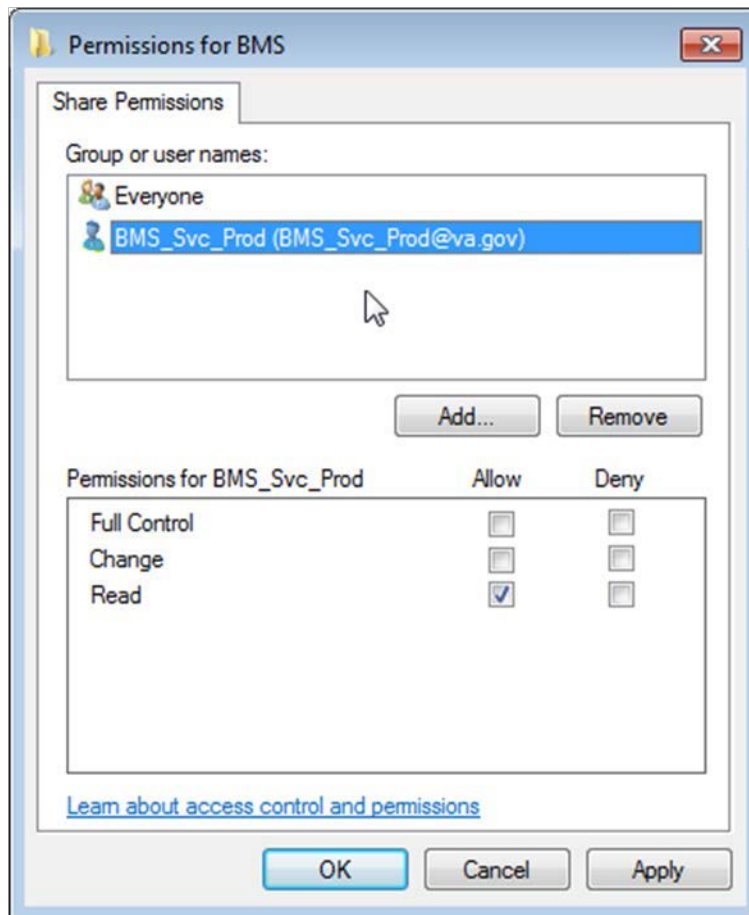 Permissions for BMS
Share Permissions
Group or user names:
Everyone
BMS_Svc_Prod (BMS_Svc_Prod@va.gov)
Add... Remove
Permissions for BMS_Svc_Prod Allow Deny
Full Control
Change
Read
Learn about access control and permissions
OK Cancel Apply